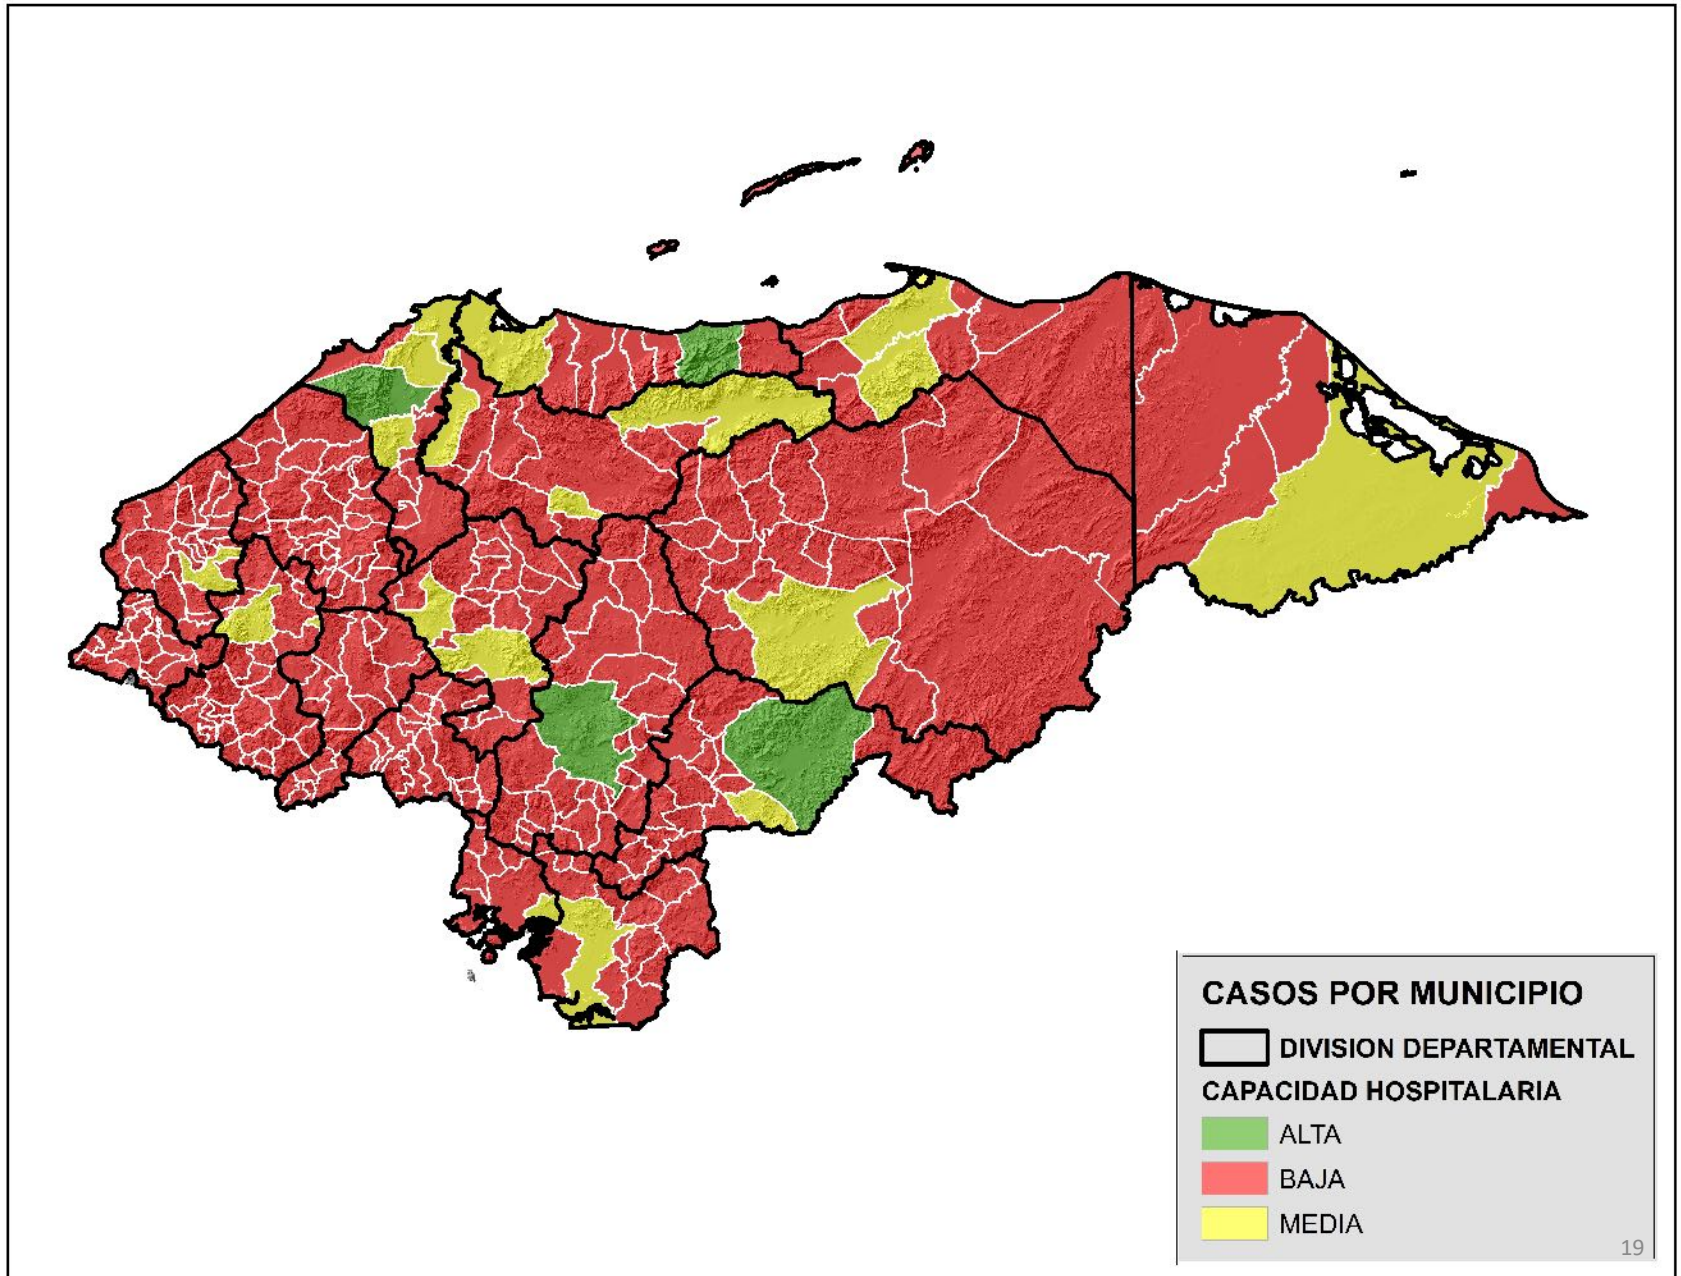 CASOS POR MUNICIPIO
DIVISION DEPARTAMENTAL
CAPACIDAD HOSPITALARIA
ALTA
BAJA
MEDIA
19